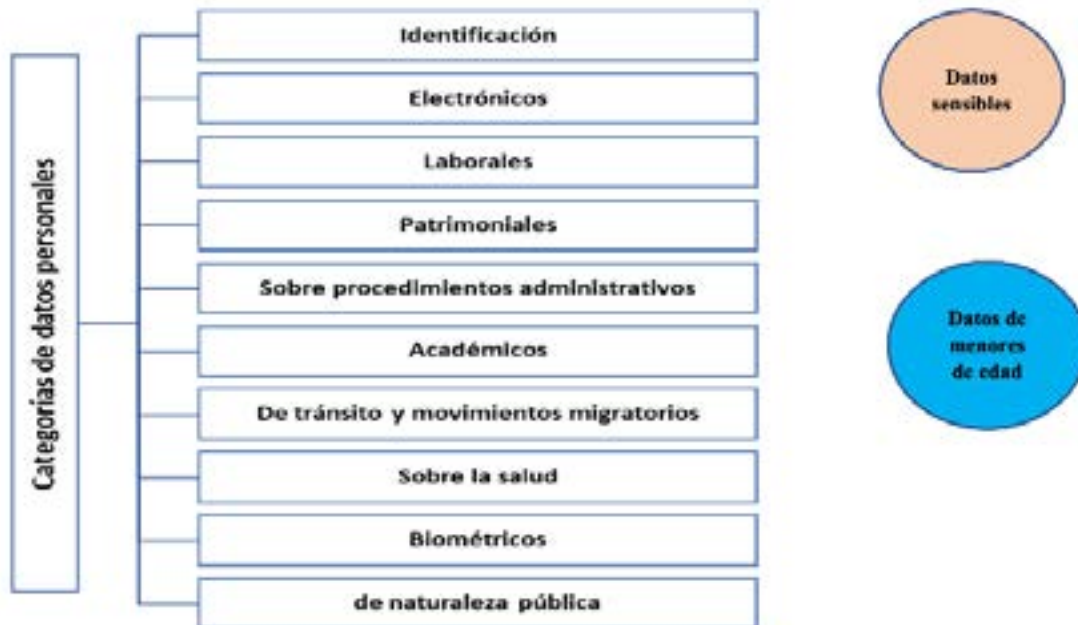 Categorías de datos personales
Identificación
Electrónicos
Laborales
Patrimoniales
Sobre procedimientos administrativos
Académicos
De tránsito y movimientos migratorios
Sobre la salud
Biométricos
de naturaleza pública
Datos
sensibles
Datos de
menores
de edad